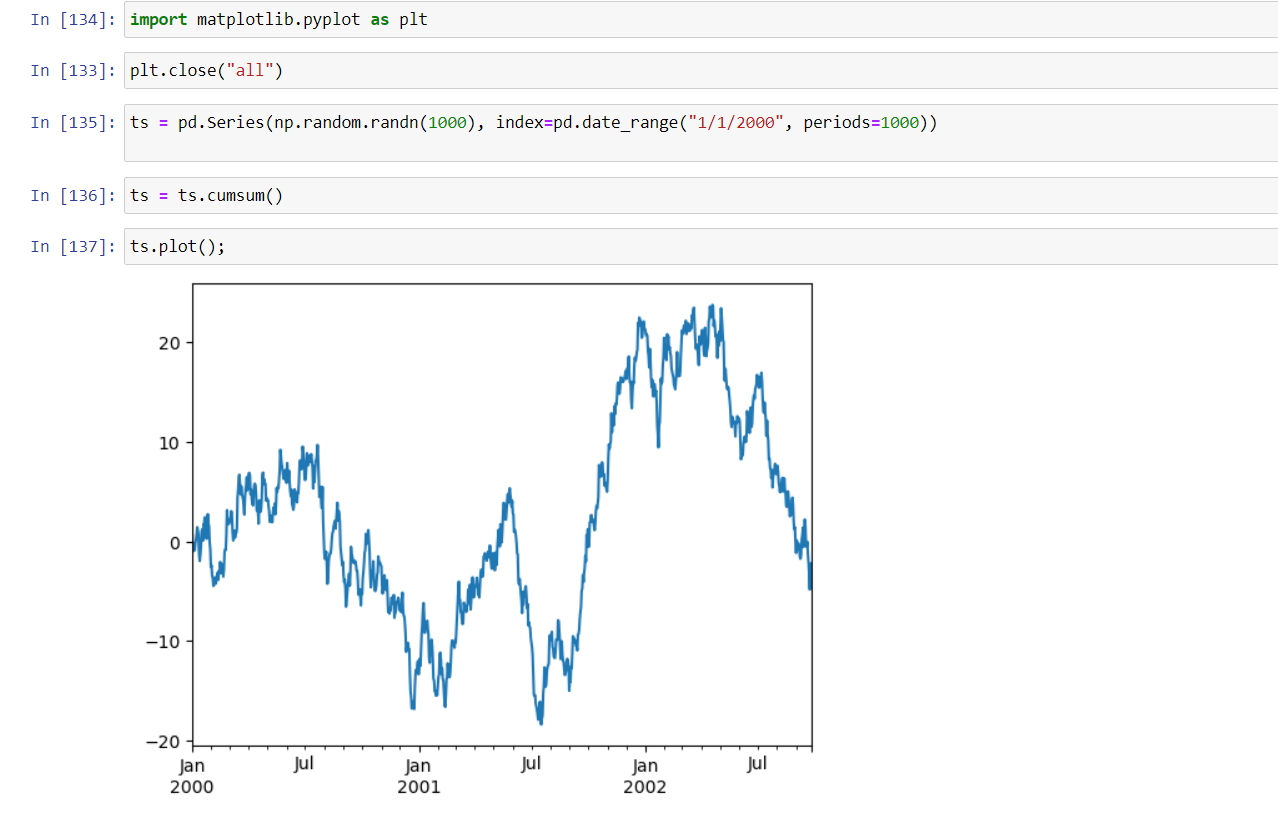 In [134]: import matplotlib.pyplot as plt
In [133]: plt.close("all")
In [135]: ts = pd.Series(np.random.randn(1000), index=pd.date_range("1/1/2000", periods=1000))
In [136]: ts = ts.cumsum()
In [137]: ts.plot();
20
10
0
−10
−20
Jan Jul Jan Jul Jan Jul
2000 2001 2002